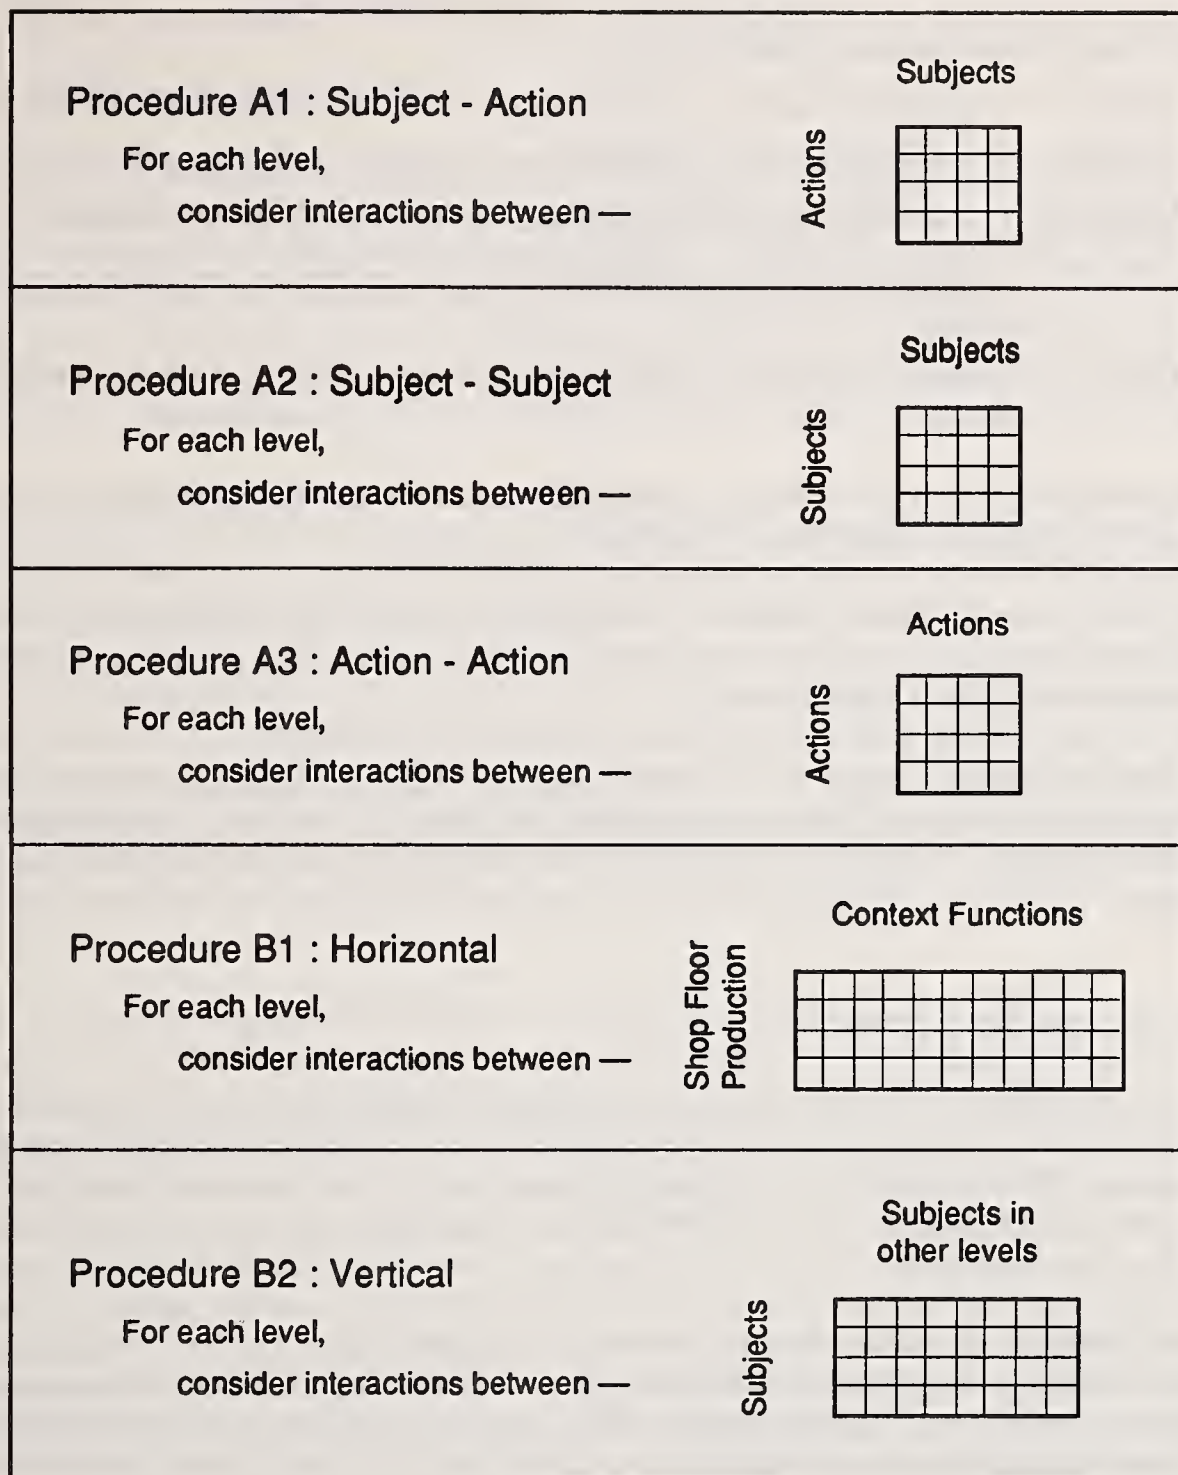 Procedure A1 : Subject - Action
For each level,
consider interactions between —
Subjects
Actions
Procedure A2 : Subject - Subject
For each level,
consider interactions between —
Subjects
Subjects
Procedure A3 : Action - Action
For each level,
consider interactions between —
Actions
Actions
Procedure B1 : Horizontal
For each level,
consider interactions between —
Context Functions
Shop Floor
Production
Procedure B2 : Vertical
For each level,
consider interactions between —
Subjects in
other levels
Subjects